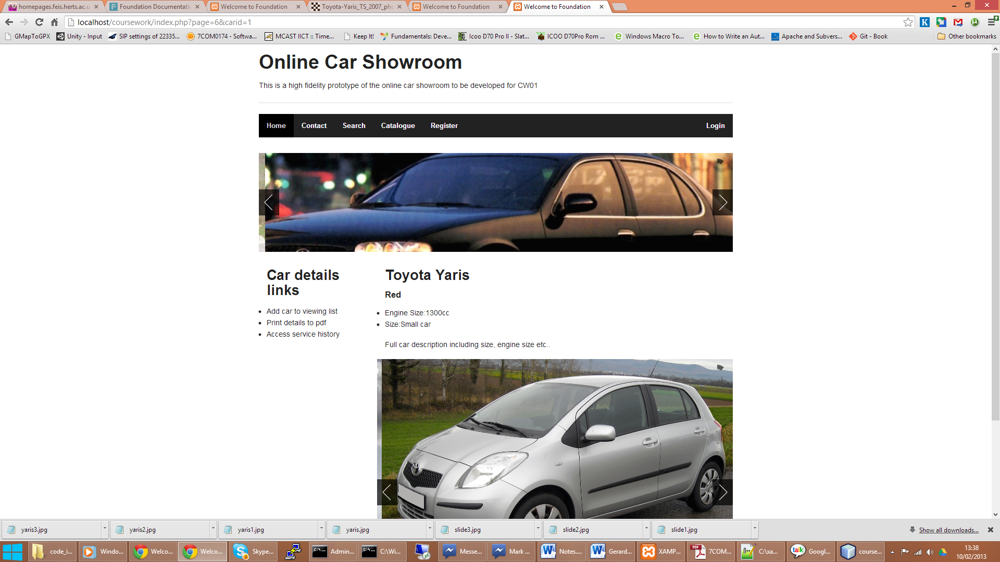 homepages.feis.herts.ac.u
Foundation Documentatic
Welcome to Foundation
Toyota-Yaris_TS_2007_pho
Welcome to Foundation
Welcome to Foundation
localhost/coursework/index.php?page=6&carid=1
GMapToGPX
Unity - Input
SIP settings of 22335...
7COM0174 - Softwa...
MCAST IICT :: Time...
Keep It!
Fundamentals: Deve...
Icoo D70 Pro II - Slat...
ICOO D70Pro Rom ...
Windows Macro To...
How to Write an Aut...
Apache and Subvers...
Git - Book
Other bookmarks
Online Car Showroom
This is a high fidelity prototype of the online car showroom to be developed for CW01
Home Contact Search Catalogue Register Login
Car details
links
Add car to viewing list
Print details to pdf
Access service history
Toyota Yaris
Red
Engine Size:1300cc
Size:Small car
Full car description including size, engine size etc..
yaris3.jpg
yaris2.jpg
yaris1.jpg
yaris.jpg
slide3.jpg
slide2.jpg
slide1.jpg
Show all downloads...
code_i...
Windo...
Welco...
Welco...
Skype...
Admin...
C:\Wi...
Messe...
Mark ...
Notes....
Gerard...
XAMP...
7COM...
C:\xa...
Googl...
course...
13:38
10/02/2013